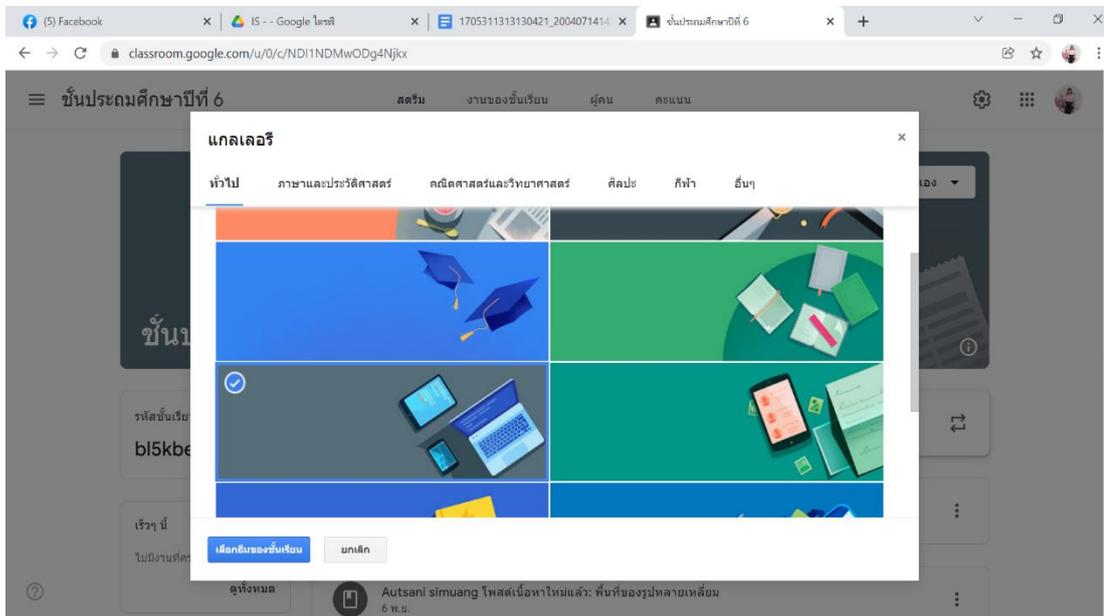 (5) Facebook
IS - - Google ไดรฟ์
1705311313130421_2004071414
ชั้นประถมศึกษาปีที่ 6
classroom.google.com/u/0/c/NDI1NDMwODg4Njkx
ชั้นประถมศึกษาปีที่ 6
สตรีม งานของชั้นเรียน ผู้คน คะแนน
แกลเลอรี
ทั่วไป ภาษาและประวัติศาสตร์ คณิตศาสตร์และวิทยาศาสตร์ ศิลปะ กีฬา อื่นๆ
รหัสชั้นเรีย
bl5kbe
เร็วๆ นี้
ไม่มีงานที่คร
ดูทั้งหมด
เลือกธีมของชั้นเรียน ยกเลิก
Autsani simuang โพสต์เนื้อหาใหม่แล้ว: พื้นที่ของรูปหลายเหลี่ยม
6 พ.ย.